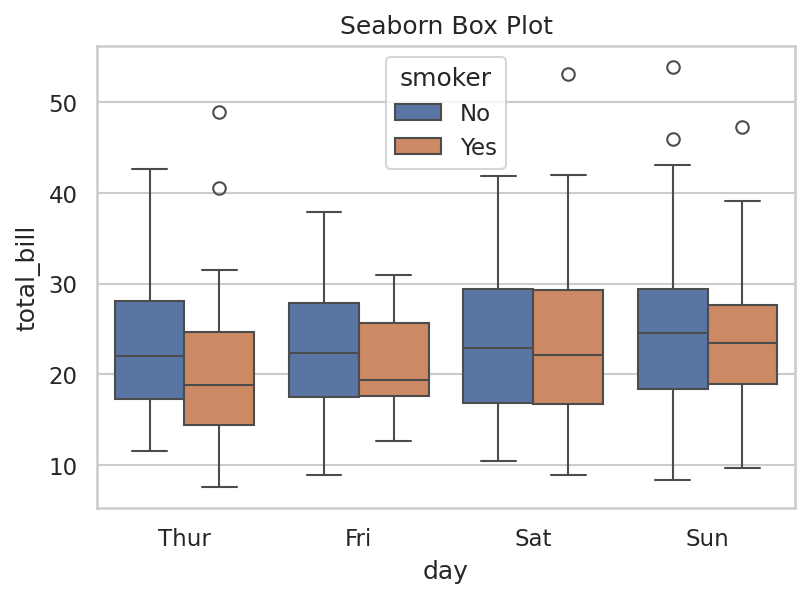 Seaborn Box Plot
smoker
No
Yes
total_bill
50
40
30
20
10
Thur Fri Sat Sun
day